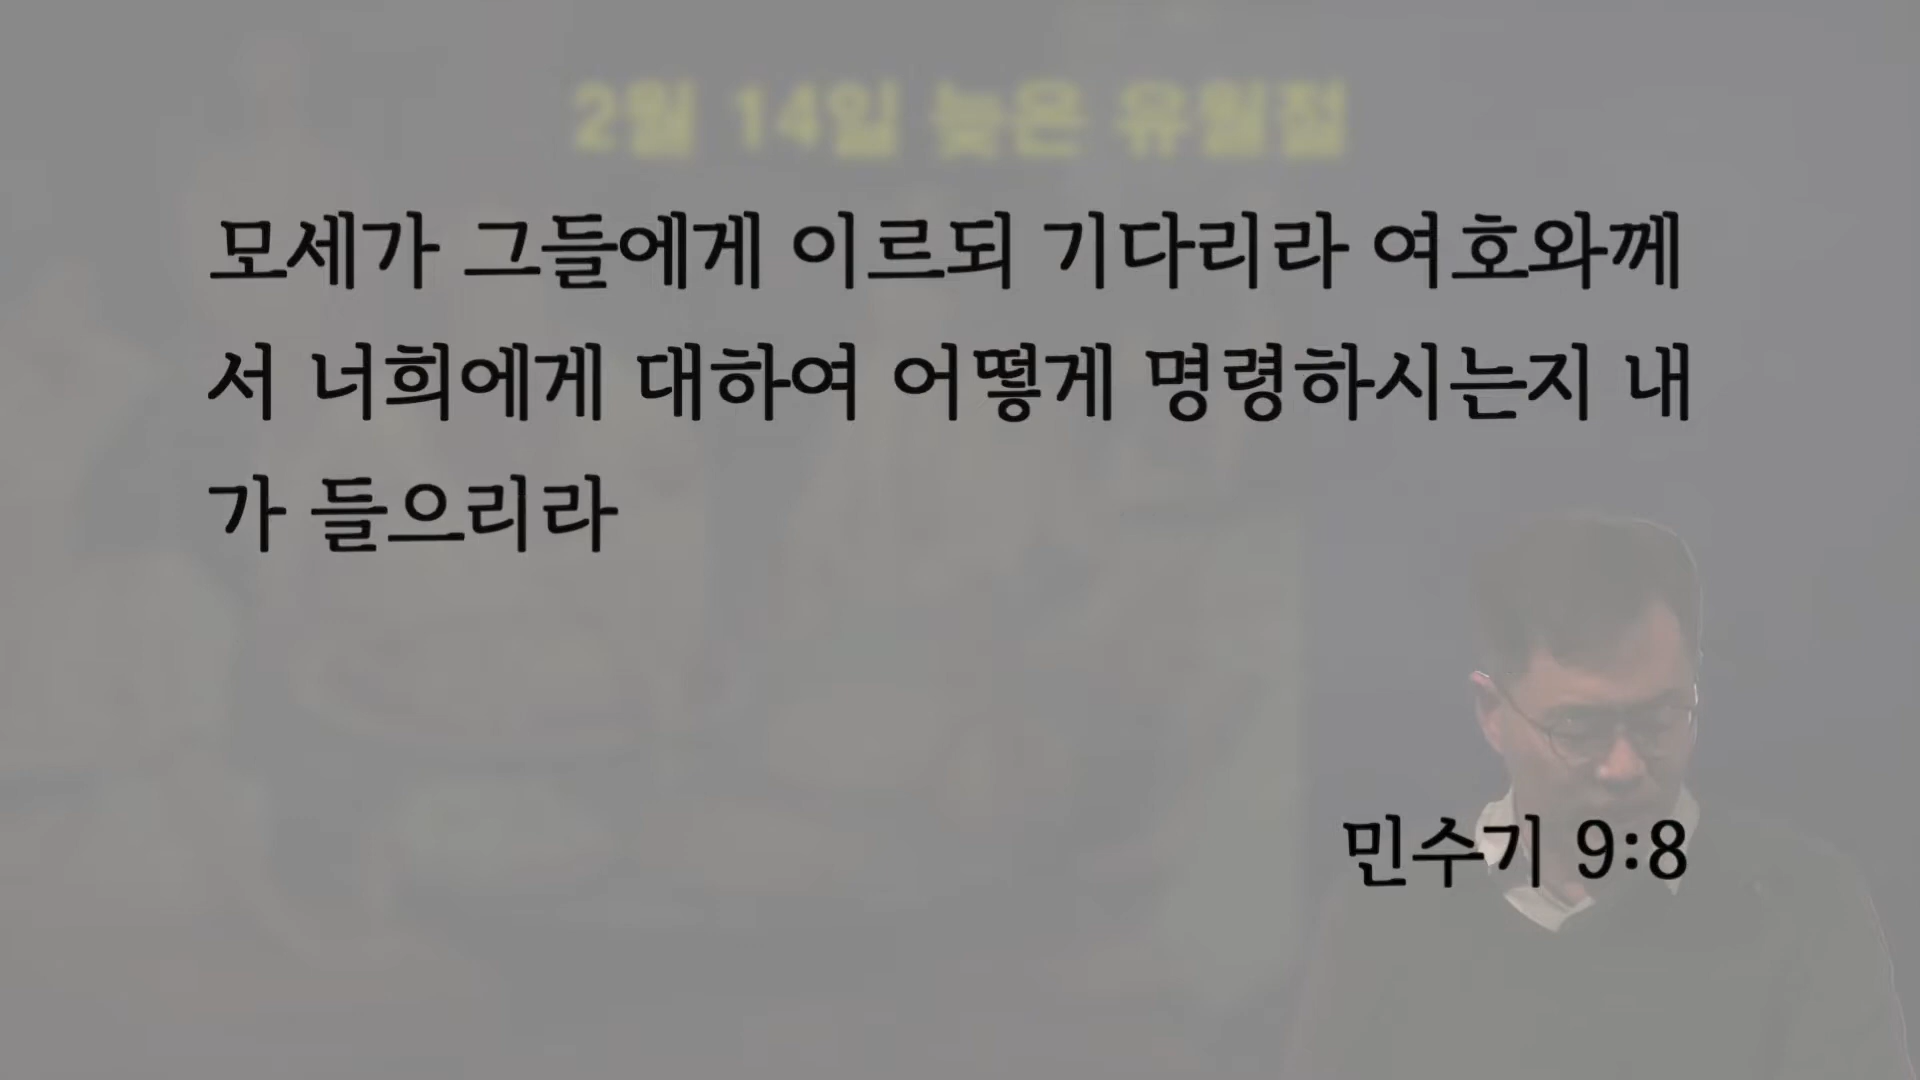 2월 14일 늦은 유월절
모세가 그들에게 이르되 기다리라 여호와께
서 너희에게 대하여 어떻게 명령하시는지 내
가 들으리라
민수기 9:8